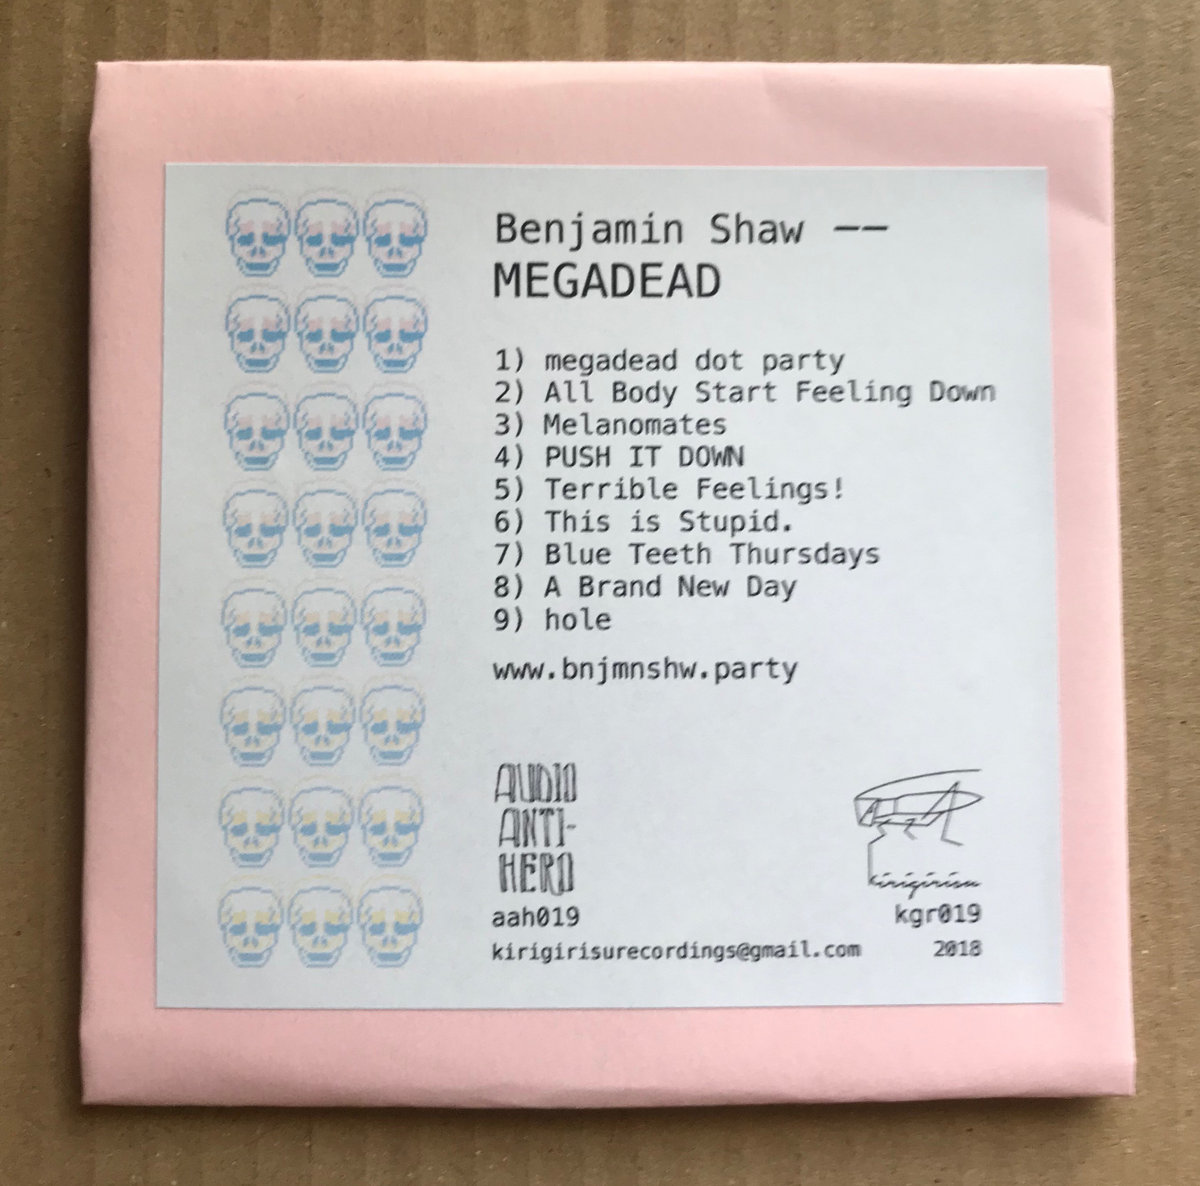 Benjamin Shaw ——
MEGADEAD
1) megadead dot party
2) All Body Start Feeling Down
3) Melanomates
4) PUSH IT DOWN
5) Terrible Feelings!
6) This is Stupid.
7) Blue Teeth Thursdays
8) A Brand New Day
9) hole
www.bnjmnshw.party
AUDIO
ANTI-
HERO
aah019
kirigirisu
kgr019
kirigirisurecordings@gmail.com 2018